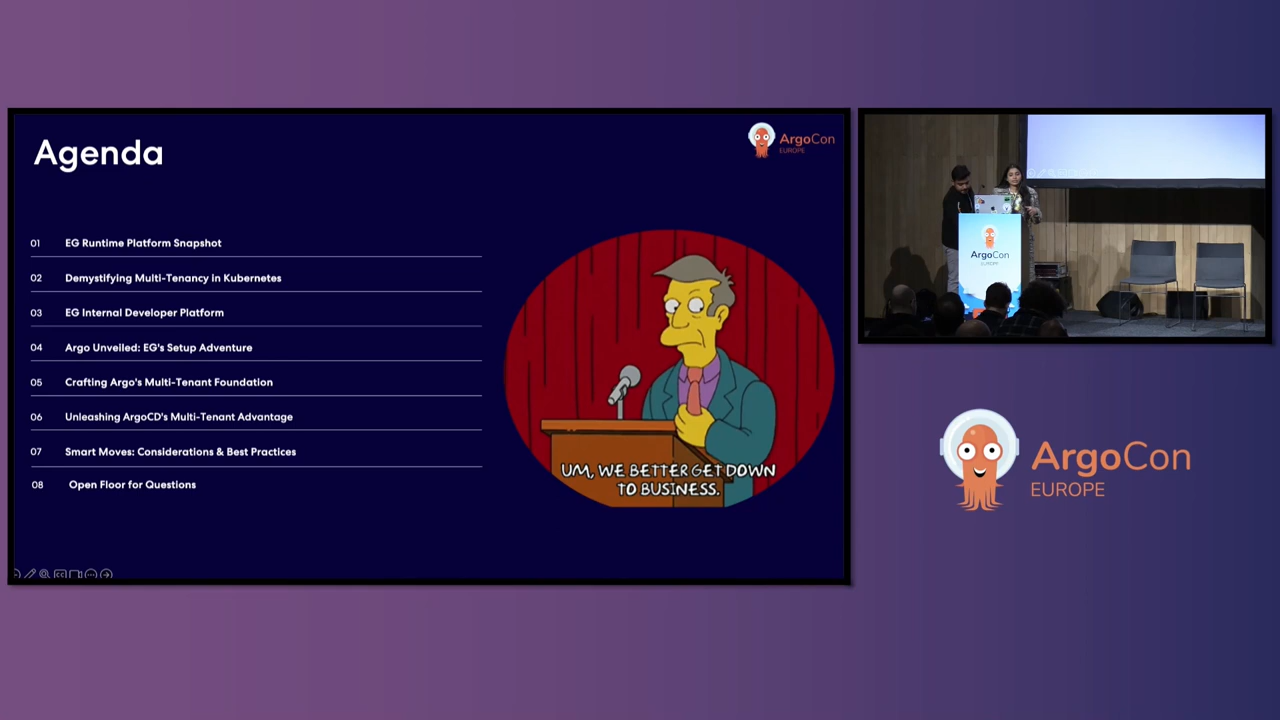 Agenda
ArgoCon
EUROPE
01 EG Runtime Platform Snapshot
02 Demystifying Multi-Tenancy in Kubernetes
03 EG Internal Developer Platform
04 Argo Unveiled: EG's Setup Adventure
05 Crafting Argo's Multi-Tenant Foundation
06 Unleashing ArgoCD's Multi-Tenant Advantage
07 Smart Moves: Considerations & Best Practices
08 Open Floor for Questions
UM, WE BETTER GET DOWN
TO BUSINESS.
ArgoCon
EUROPE
ArgoCon
EUROPE